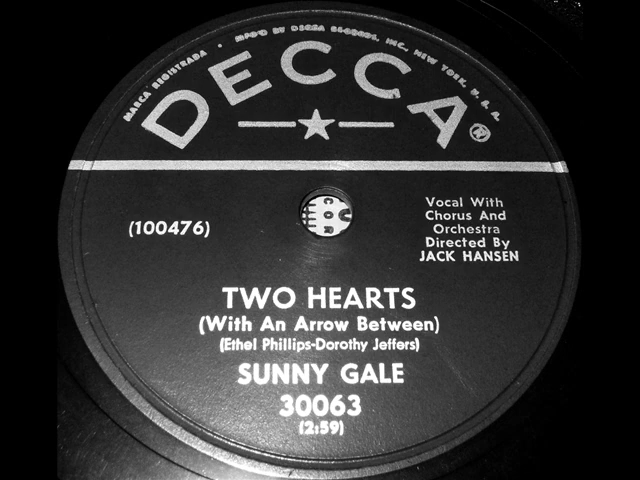 MARCA REGISTRADA • MFG'D BY DECCA RECORDS, INC., NEW YORK, U. S. A.
DECCA®
(100476)
Vocal With
Chorus And
Orchestra
Directed By
JACK HANSEN
TWO HEARTS
(With An Arrow Between)
(Ethel Phillips-Dorothy Jeffers)
SUNNY GALE
30063
(2:59)